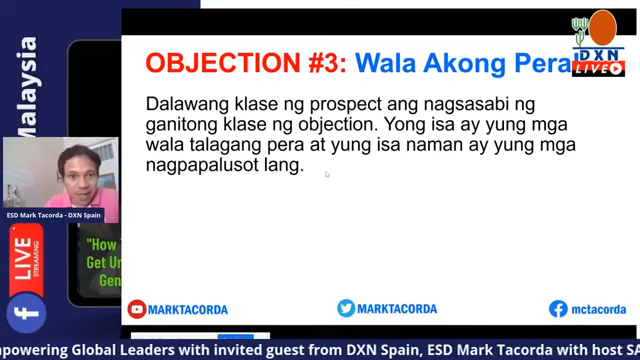 OBJECTION #3: Wala Akong Pera
DXN
LIVE
Dalawang klase ng prospect ang nagsasabi ng
ganitong klase ng objection. Yong isa ay yung mga
wala talagang pera at yung isa naman ay yung mga
nagpapalusot lang.
Malaysia
ESD Mark Tacorda - DXN Spain
LIVE
STREAMING
"How
Get
Gen
MARKTACORDA
MARKTACORDA
mctacorda
powering Global Leaders with invited guest from DXN Spain, ESD Mark Tacorda with host